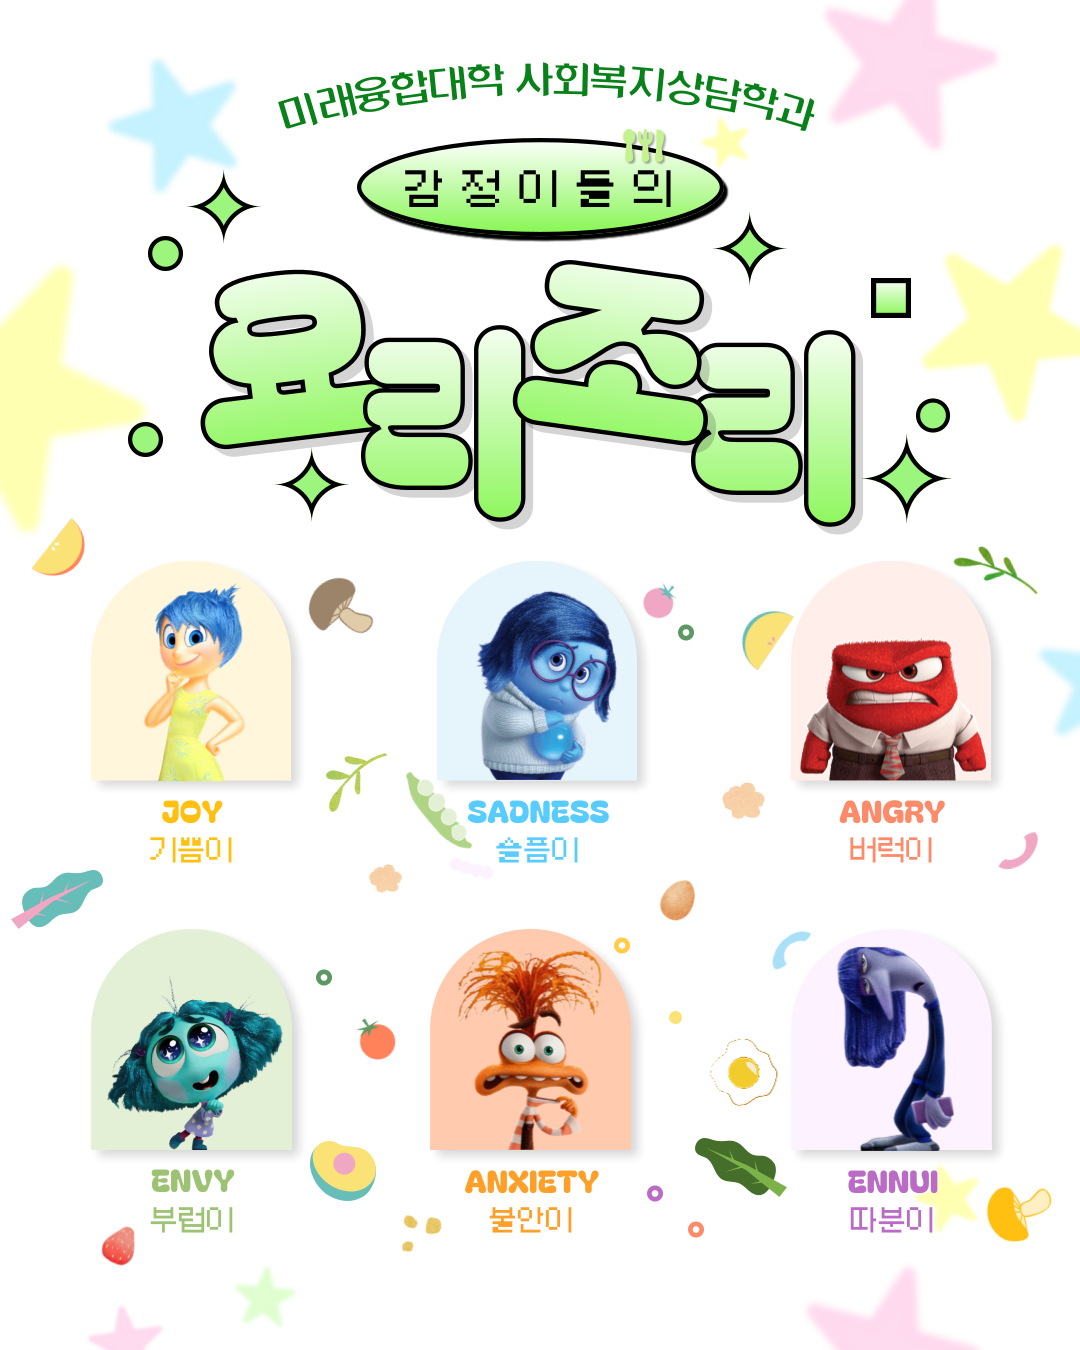 미래융합대학 사회복지상담학과
감정이들의
요리조리
JOY
기쁨이
SADNESS
슬픔이
ANGRY
버럭이
ENVY
부럽이
ANXIETY
불안이
ENNUI
따분이